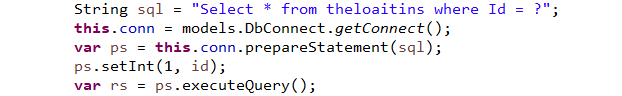 String sql = "Select * from theloaitins where Id = ?";
this.conn = models.DbConnect.getConnect();
var ps = this.conn.prepareStatement(sql);
ps.setInt(1, id);
var rs = ps.executeQuery();